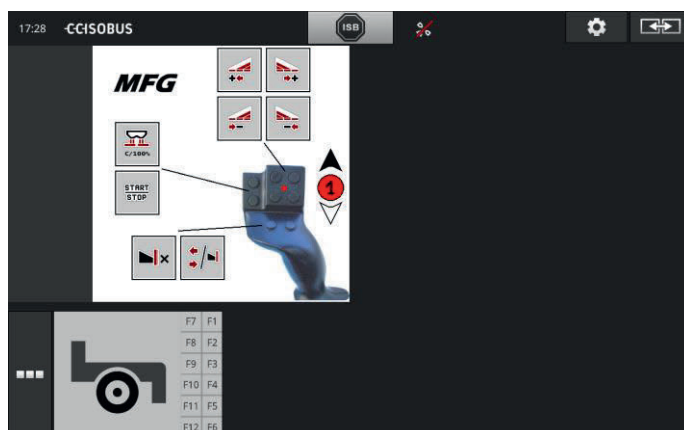 17:28 CCISOBUS ISB
MFG
C/100%
START
STOP
1
F7 F1
F8 F2
F9 F3
F10 F4
F11 F5
F12 F6